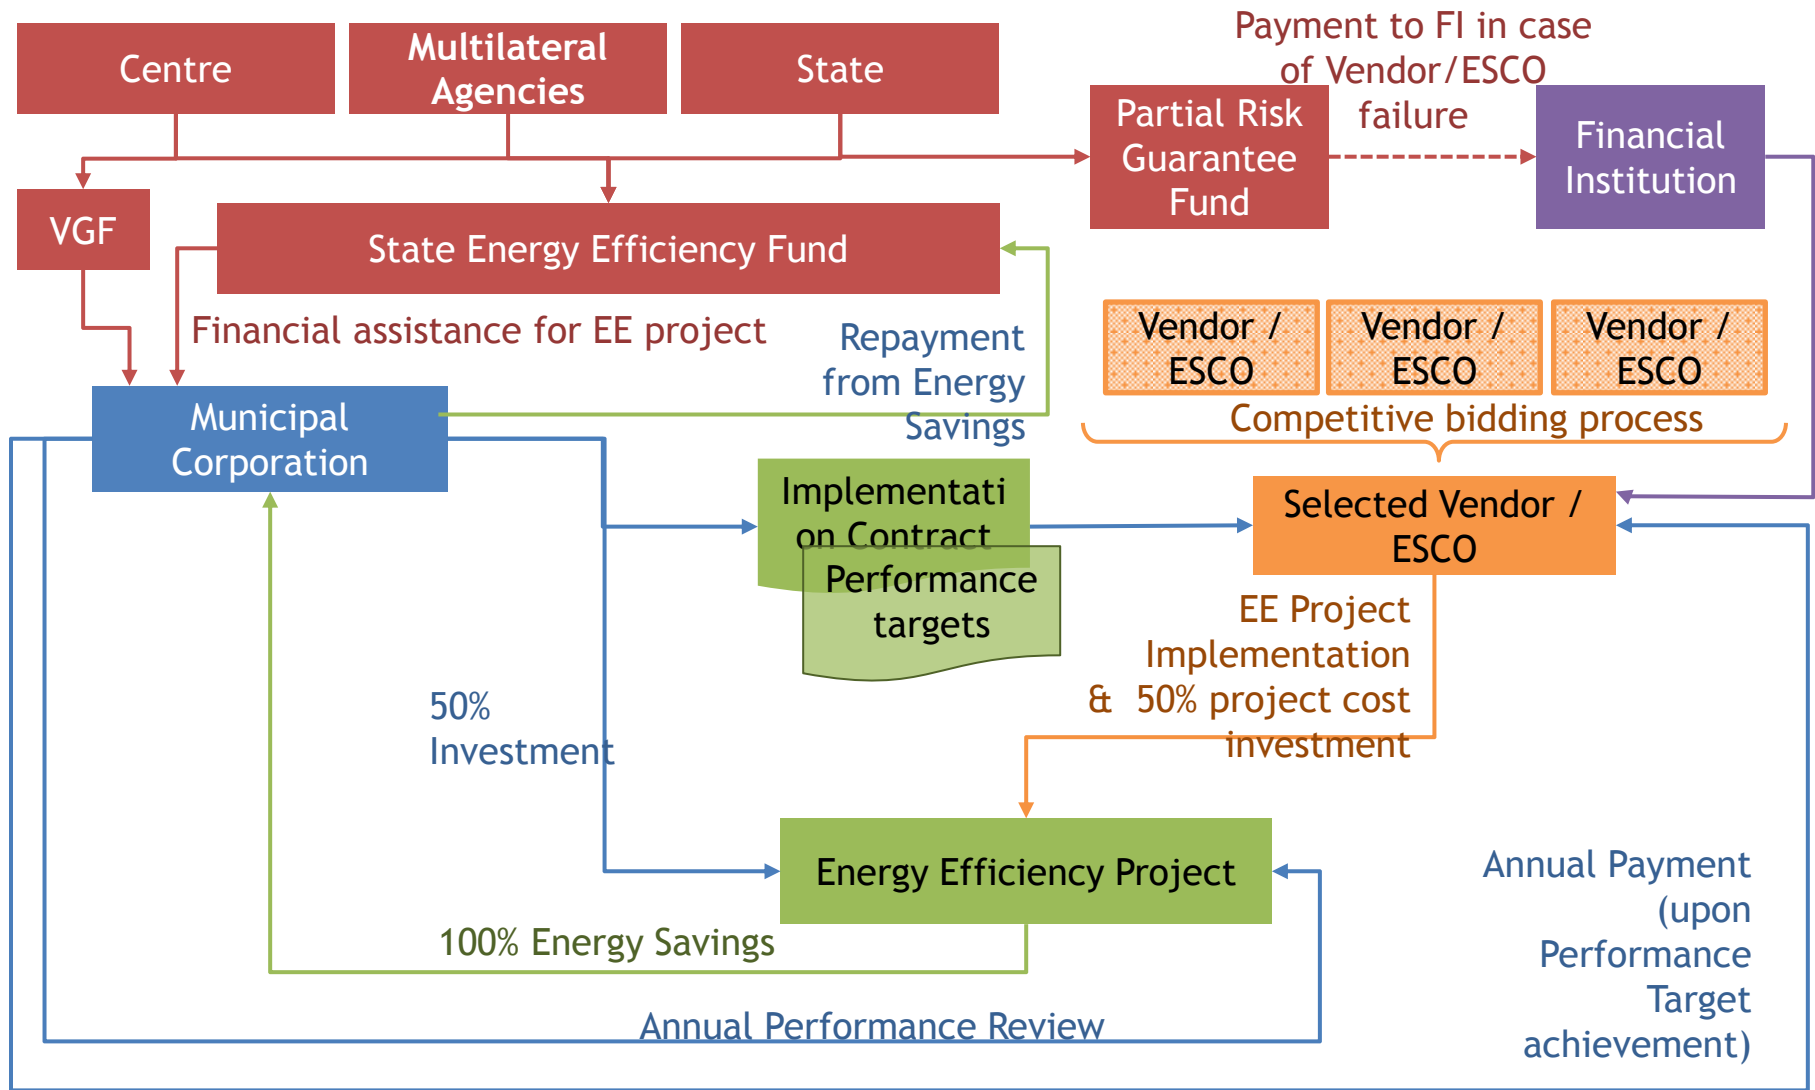 Centre
Multilateral
Agencies
State
Payment to FI in case
of Vendor/ESCO
failure
Partial Risk
Guarantee
Fund
Financial
Institution
VGF
State Energy Efficiency Fund
Financial assistance for EE project
Repayment
from Energy
Savings
Vendor /
ESCO
Vendor /
ESCO
Vendor /
ESCO
Competitive bidding process
Municipal
Corporation
Implementati
on Contract
Performance
targets
Selected Vendor /
ESCO
EE Project
Implementation
& 50% project cost
investment
50%
Investment
Energy Efficiency Project
100% Energy Savings
Annual Performance Review
Annual Payment
(upon
Performance
Target
achievement)